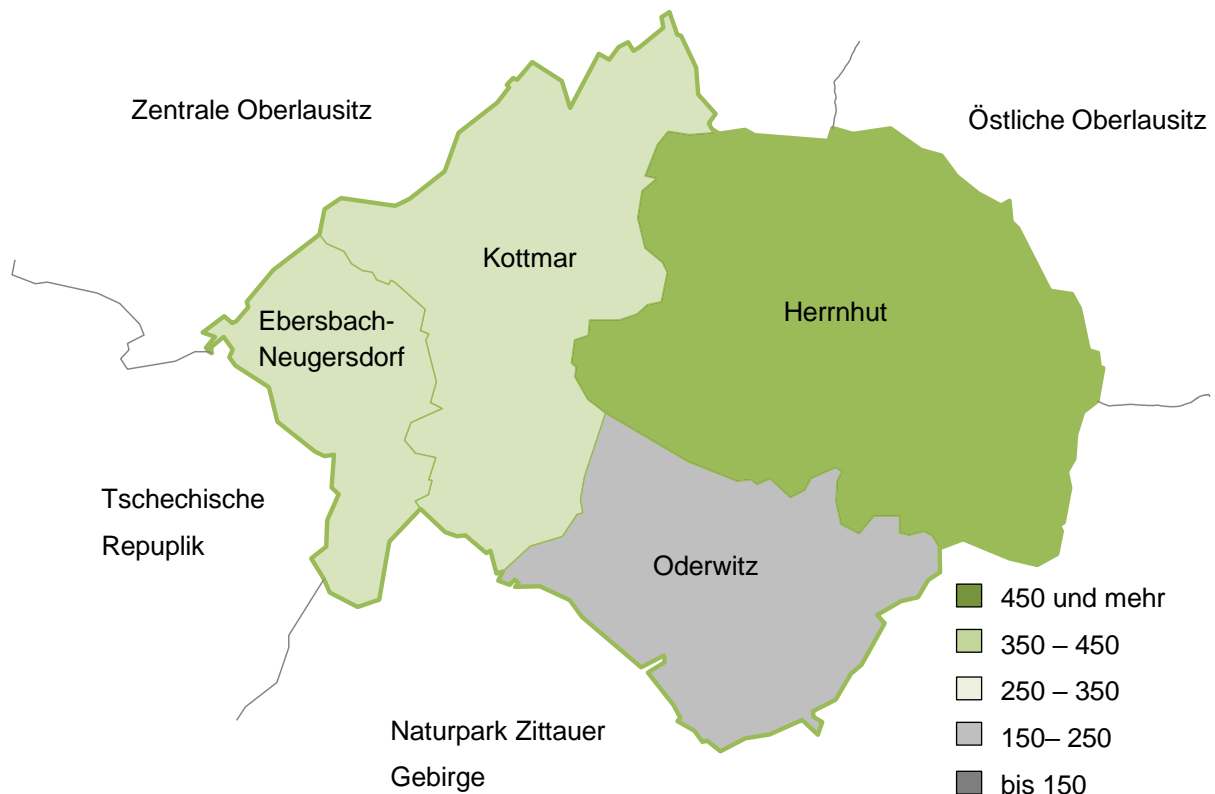 Zentrale Oberlausitz
Östliche Oberlausitz
Kottmar
Ebersbach-
Neugersdorf
Herrnhut
Tschechische
Repuplik
Oderwitz
Naturpark Zittauer
Gebirge
450 und mehr
350 – 450
250 – 350
150– 250
bis 150